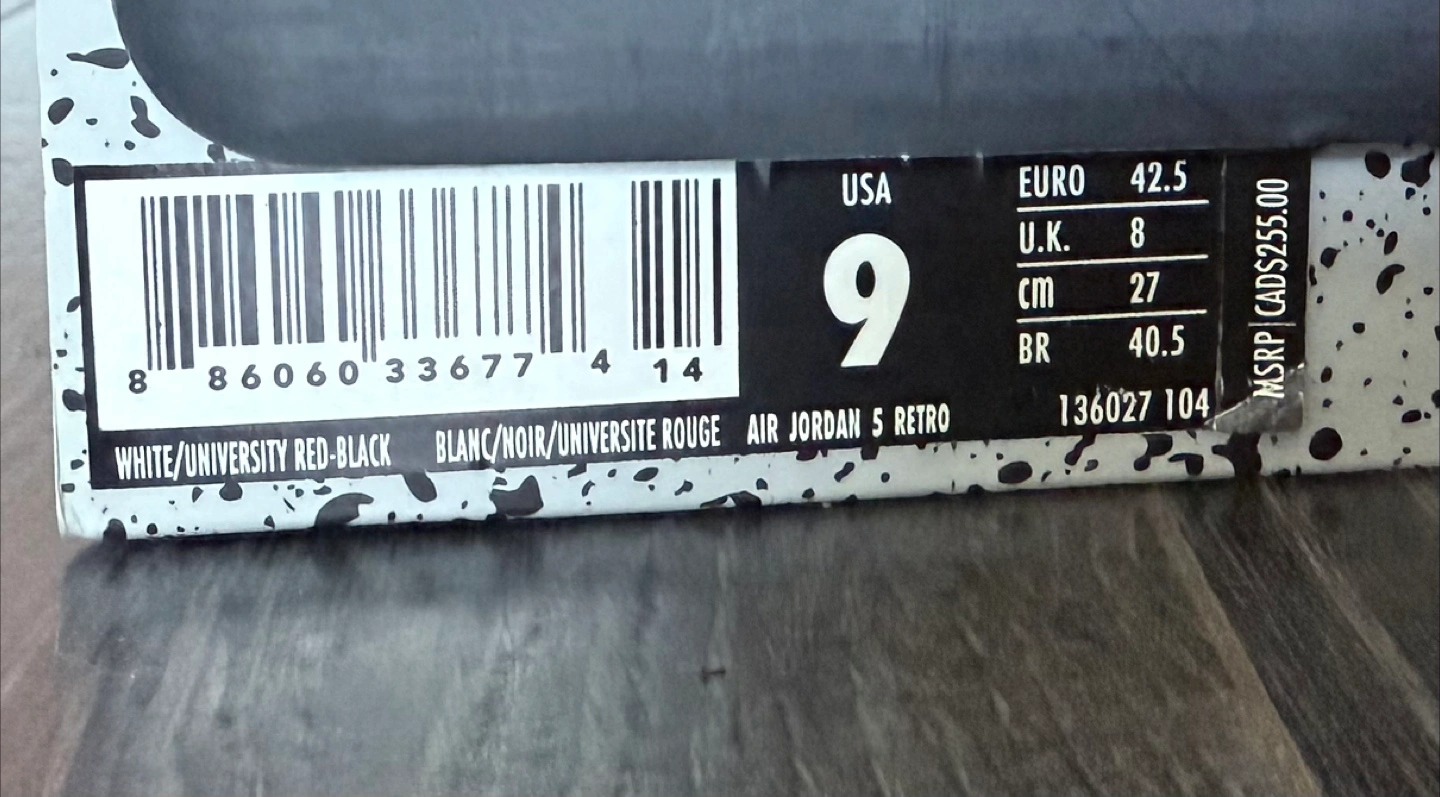 8 86060 33677 4 14
WHITE/UNIVERSITY RED-BLACK BLANC/NOIR/UNIVERSITE ROUGE AIR JORDAN 5 RETRO
USA
9
EURO 42.5
U.K. 8
cm 27
BR 40.5
136027 104
MSRP|CAD$255.00